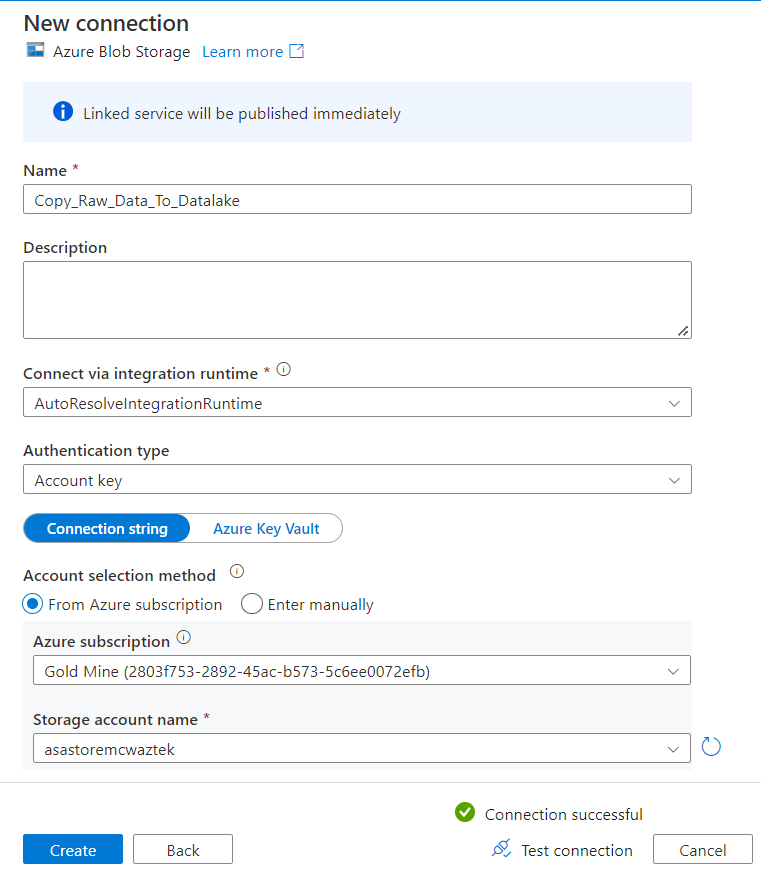 New connection
Azure Blob Storage Learn more
Linked service will be published immediately
Name *
Copy_Raw_Data_To_Datalake
Description
Connect via integration runtime *
AutoResolveIntegrationRuntime
Authentication type
Account key
Connection string Azure Key Vault
Account selection method
From Azure subscription Enter manually
Azure subscription
Gold Mine (2803f753-2892-45ac-b573-5c6ee0072efb)
Storage account name *
asastoremcwaztek
Connection successful
Create Back Test connection Cancel